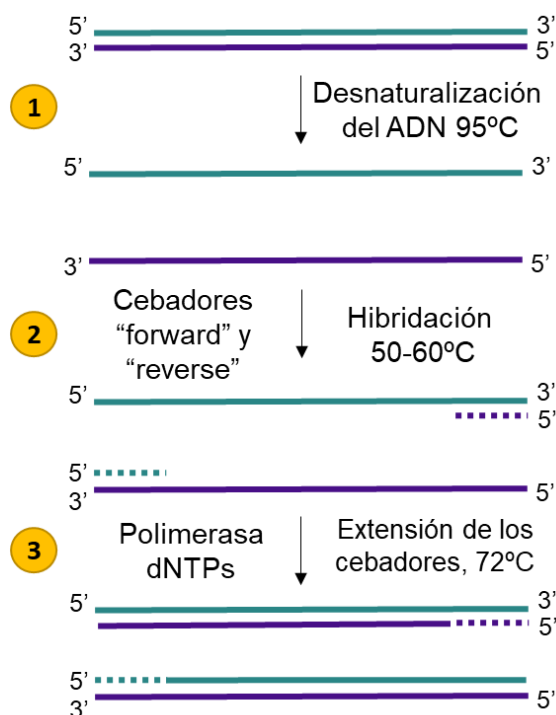 5’ 3’
3’ 5’
1
Desnaturalización
del ADN 95ºC
5’ 3’
3’ 5’
2
Cebadores
“forward” y
“reverse”
Hibridación
50-60ºC
5’ 3’
5’
5’
3’ 5’
3
Polimerasa
dNTPs
Extensión de los
cebadores, 72ºC
5’ 3’
5’
5’
3’ 5’